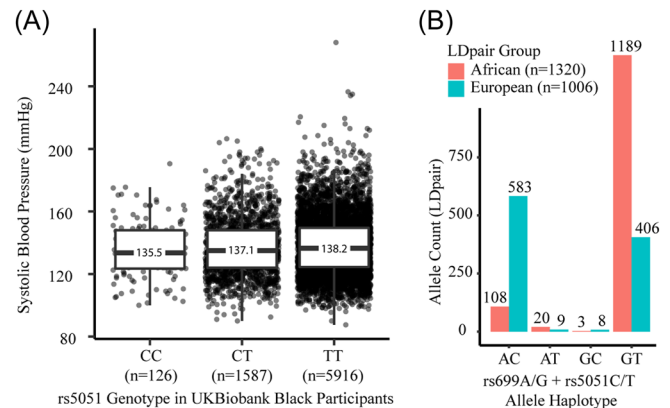 (A)
Systolic Blood Pressure (mmHg)
240
200
160
120
80
135.5
137.1
138.2
CC
CT
TT
(n=126)
(n=1587)
(n=5916)
rs5051 Genotype in UKBiobank Black Participants
(B)
LDpair Group
African (n=1320)
European (n=1006)
Allele Count (LDpair)
750
500
250
0
108
583
20
9
3
8
1189
406
AC
AT
GC
GT
rs699A/G + rs5051C/T
Allele Haplotype